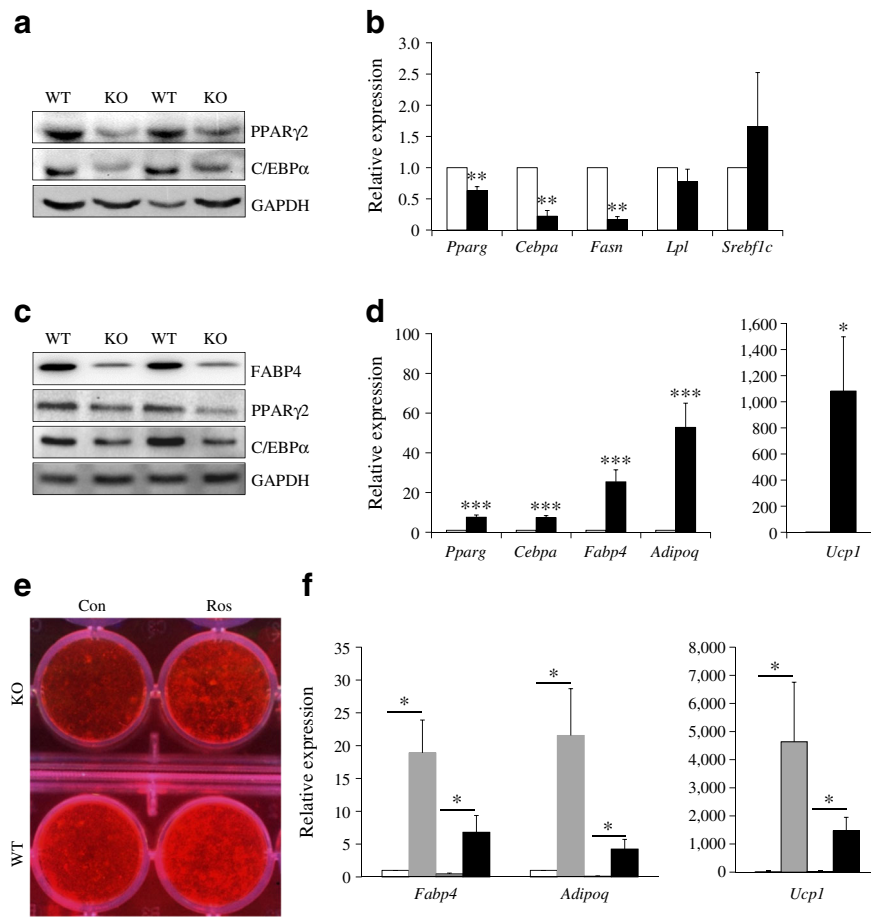 a
WT KO WT KO
PPARγ2
C/EBPα
GAPDH
b
Relative expression
3.0
2.5
2.0
1.5
1.0
0.5
0
** ** **
Pparg Cebpa Fasn Lpl Srebf1c
c
WT KO WT KO
FABP4
PPARγ2
C/EBPα
GAPDH
d
Relative expression
100
80
60
40
20
0
*** *** *** ***
Pparg Cebpa Fabp4 Adipoq
1,600
1,400
1,200
1,000
800
600
400
200
0
*
Ucp1
e
Con Ros
KO
WT
f
Relative expression
35
30
25
20
15
10
5
0
* * * *
Fabp4 Adipoq
8,000
7,000
6,000
5,000
4,000
3,000
2,000
1,000
0
* *
Ucp1